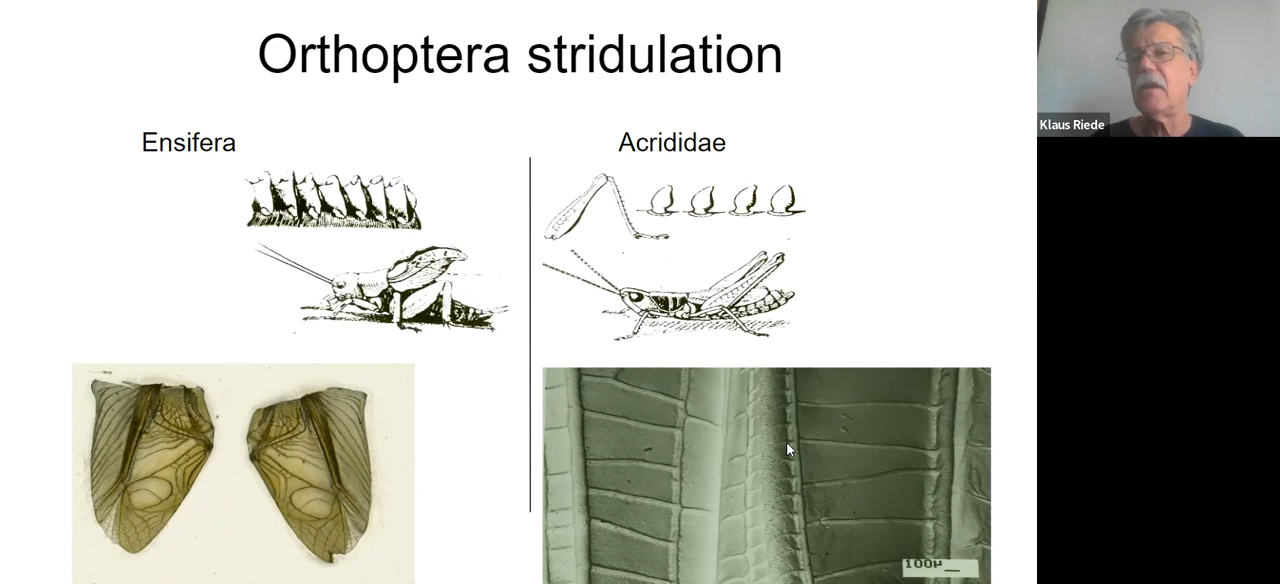 Orthoptera stridulation
Ensifera
Acrididae
100µ
Klaus Riede